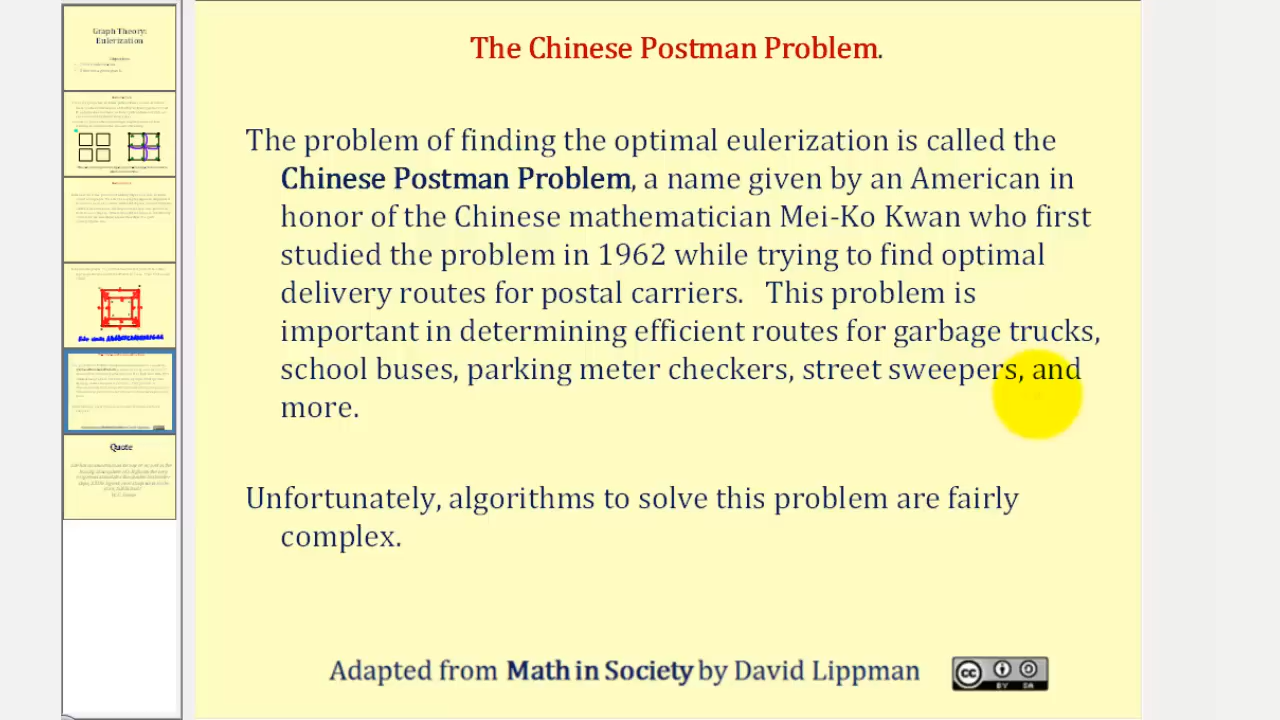 Graph Theory:
Eulerization
The Chinese Postman Problem.
The problem of finding the optimal eulerization is called the
Chinese Postman Problem, a name given by an American in
honor of the Chinese mathematician Mei-Ko Kwan who first
studied the problem in 1962 while trying to find optimal
delivery routes for postal carriers. This problem is
important in determining efficient routes for garbage trucks,
school buses, parking meter checkers, street sweepers, and
more.
Unfortunately, algorithms to solve this problem are fairly
complex.
Adapted from Math in Society by David Lippman
cc
BY SA
Quote